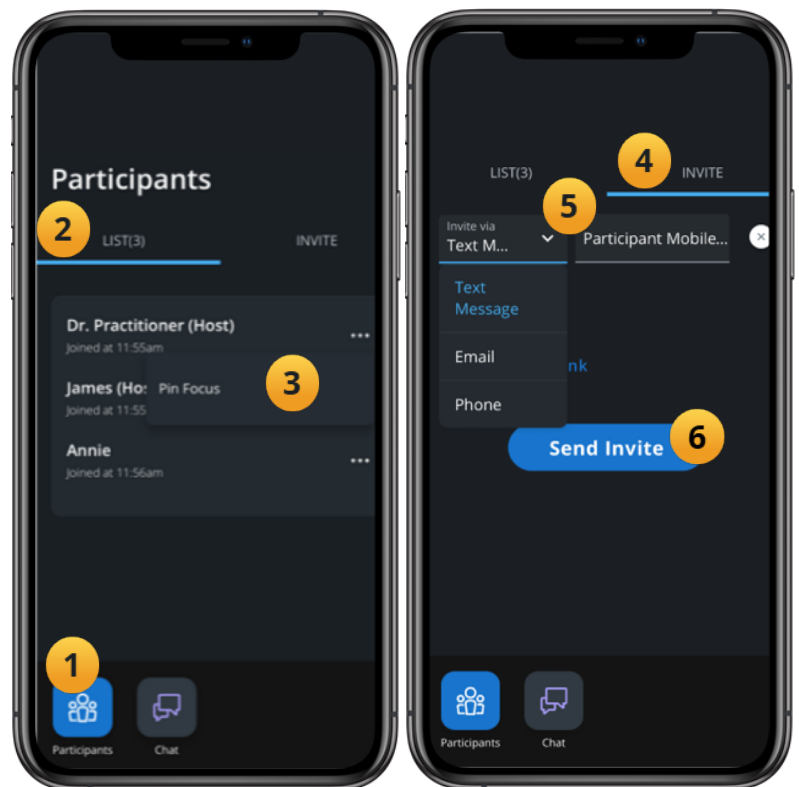 Participants
2
LIST(3)
INVITE
Dr. Practitioner (Host)
Joined at 11:55am
...
James (Hos
Pin Focus
3
Joined at 11:55
Annie
Joined at 11:56am
...
1
Participants
Chat
LIST(3)
4
INVITE
5
Invite via
Text M...
Participant Mobile...
Text
Message
Email
nk
Phone
Send Invite
6
Participants
Chat